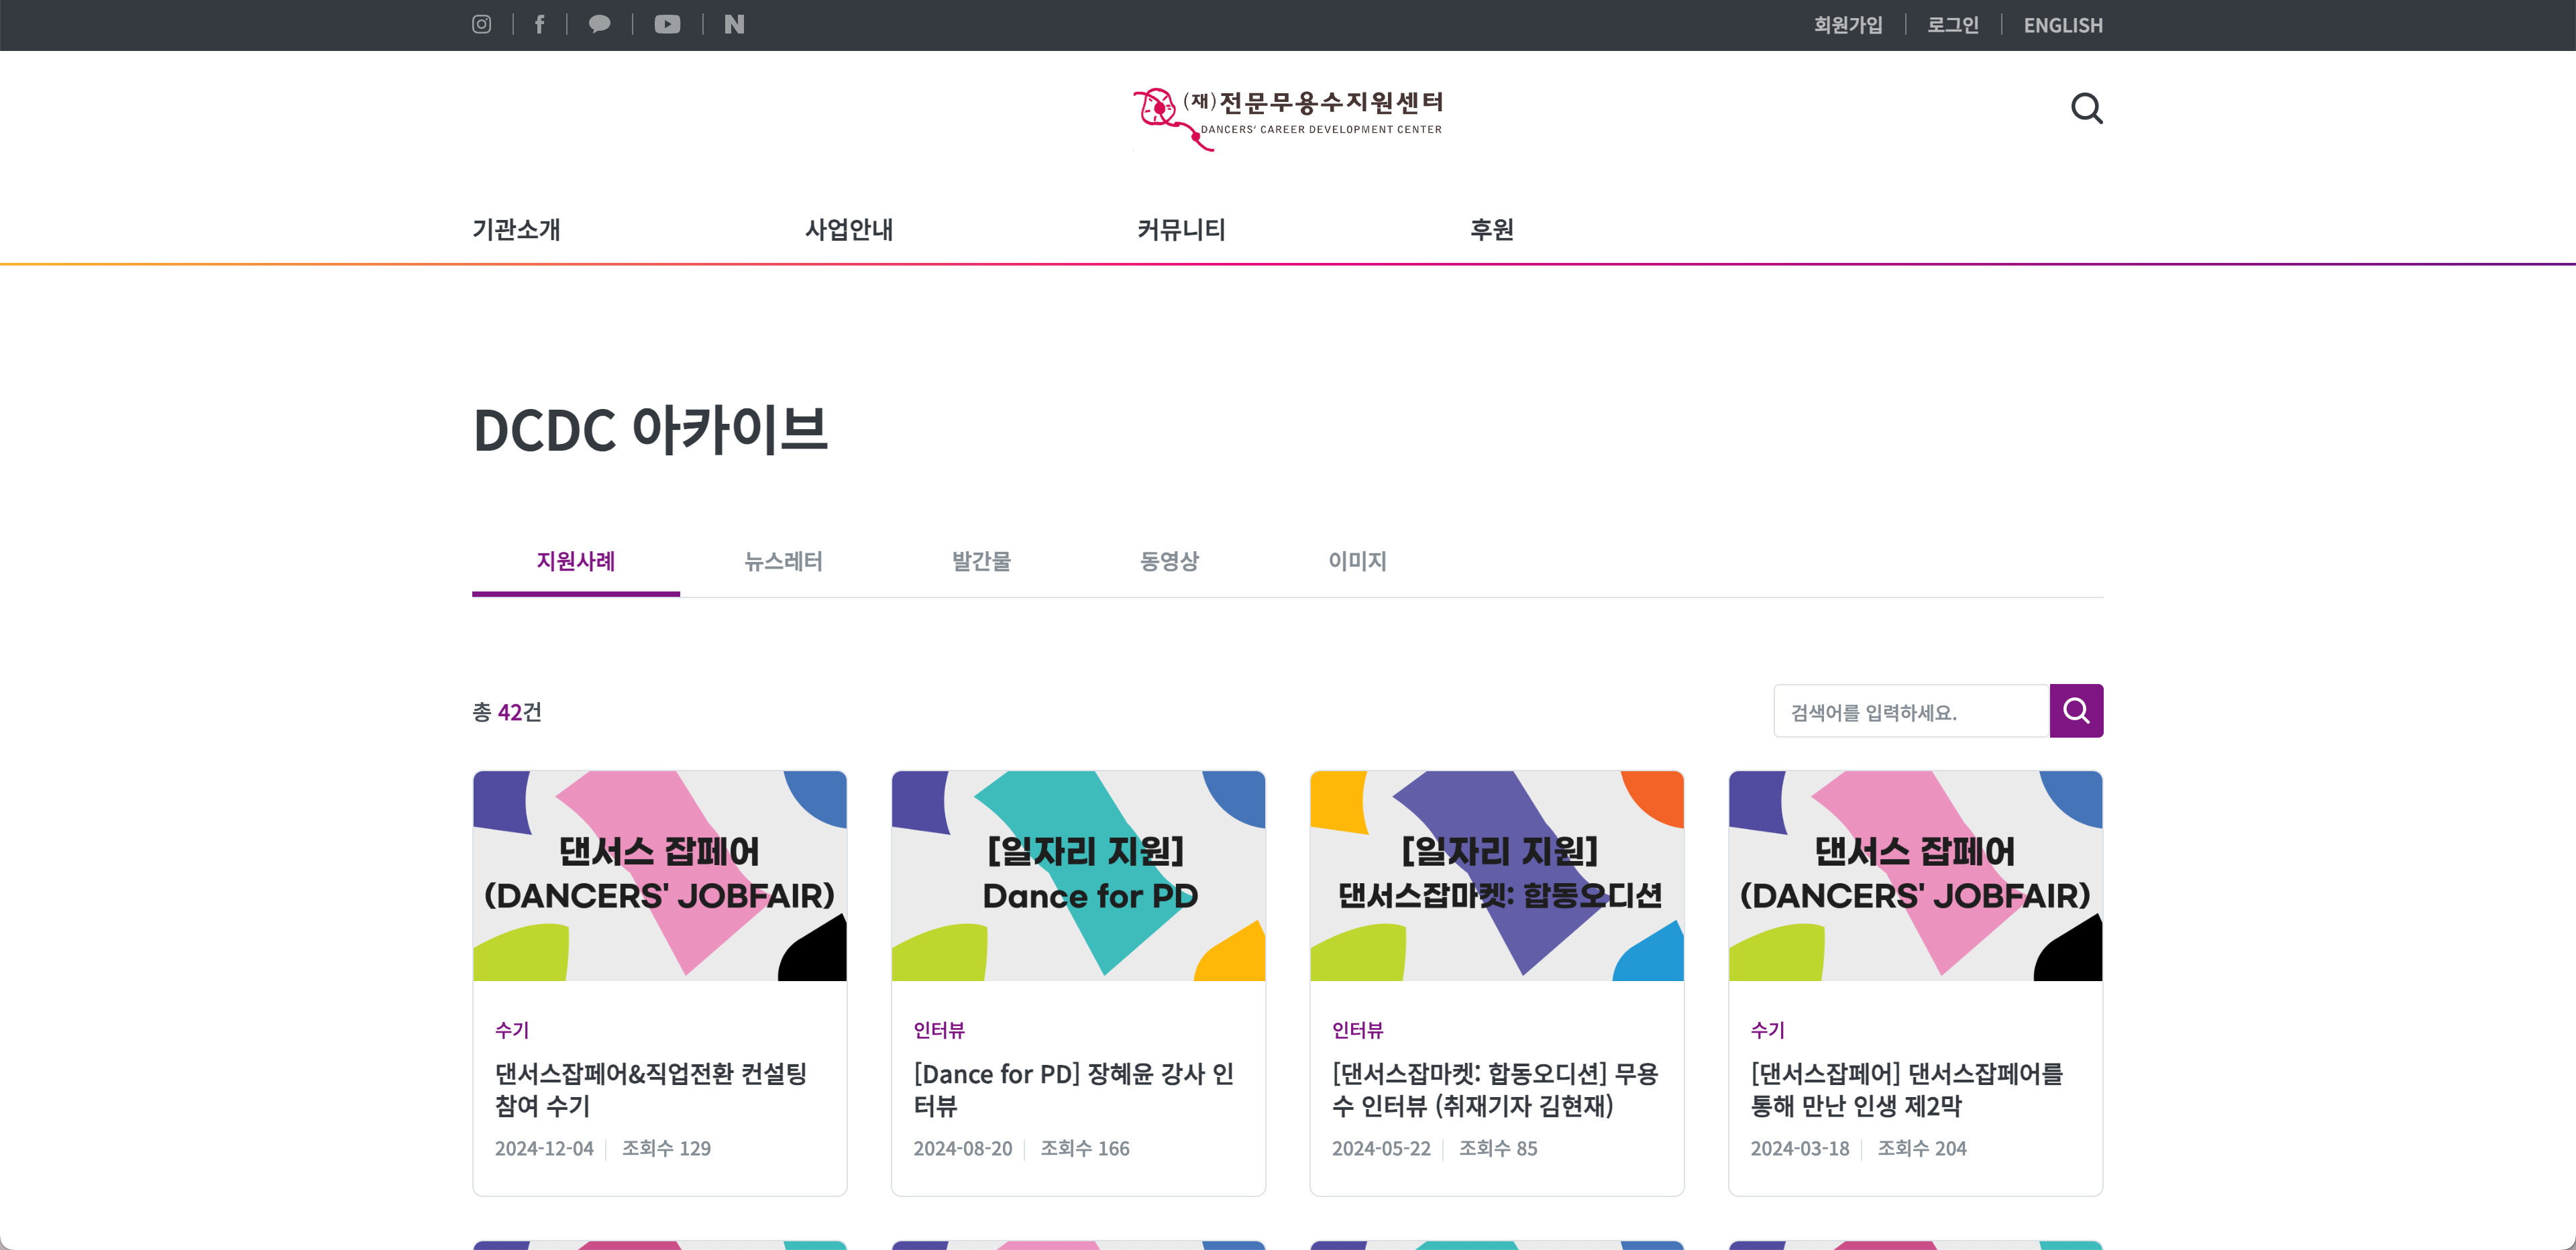 회원가입
로그인
ENGLISH
(재)전문무용수지원센터
DANCERS' CAREER DEVELOPMENT CENTER
기관소개
사업안내
커뮤니티
후원
DCDC 아카이브
지원사례
뉴스레터
발간물
동영상
이미지
총 42건
검색어를 입력하세요.
댄서스 잡페어
(DANCERS' JOBFAIR)
수기
댄서스잡페어&직업전환 컨설팅
참여 수기
2024-12-04
조회수 129
[일자리 지원]
Dance for PD
인터뷰
[Dance for PD] 장혜윤 강사 인
터뷰
2024-08-20
조회수 166
[일자리 지원]
댄서스잡마켓: 합동오디션
인터뷰
[댄서스잡마켓: 합동오디션] 무용
수 인터뷰 (취재기자 김현재)
2024-05-22
조회수 85
댄서스 잡페어
(DANCERS' JOBFAIR)
수기
[댄서스잡페어] 댄서스잡페어를
통해 만난 인생 제2막
2024-03-18
조회수 204